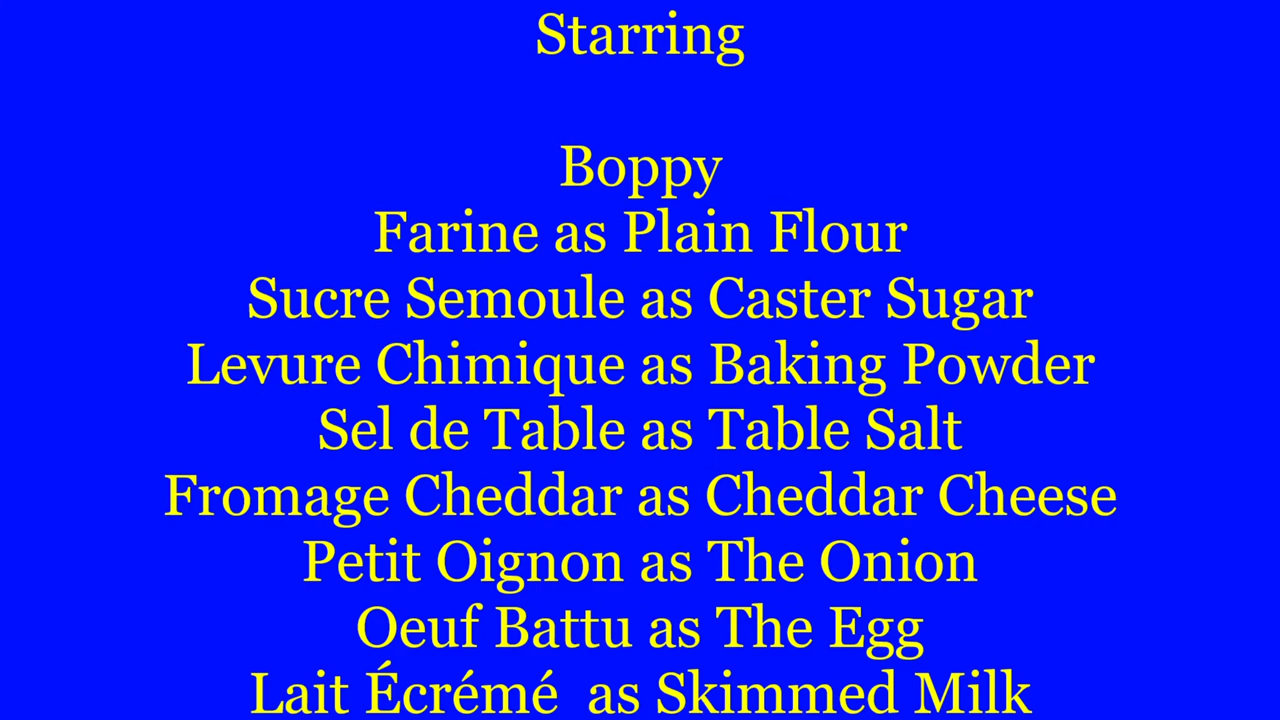 Starring
Boppy
Farine as Plain Flour
Sucre Semoule as Caster Sugar
Levure Chimique as Baking Powder
Sel de Table as Table Salt
Fromage Cheddar as Cheddar Cheese
Petit Oignon as The Onion
Oeuf Battu as The Egg
Lait Écrémé  as Skimmed Milk